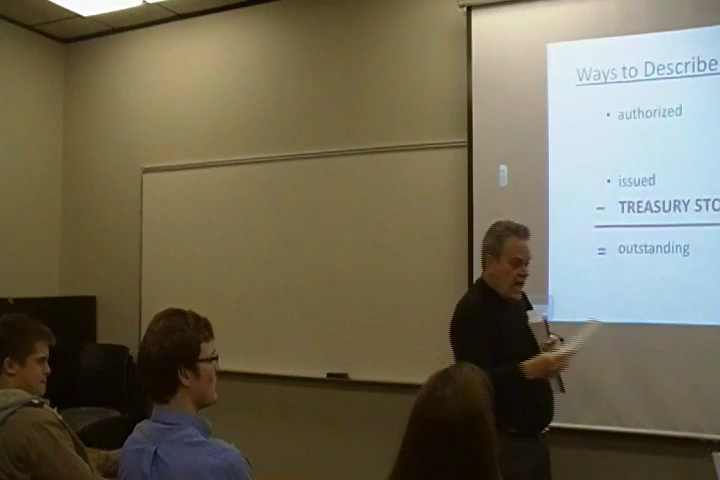 Ways to Describe
• authorized
• issued
– TREASURY STO
= outstanding